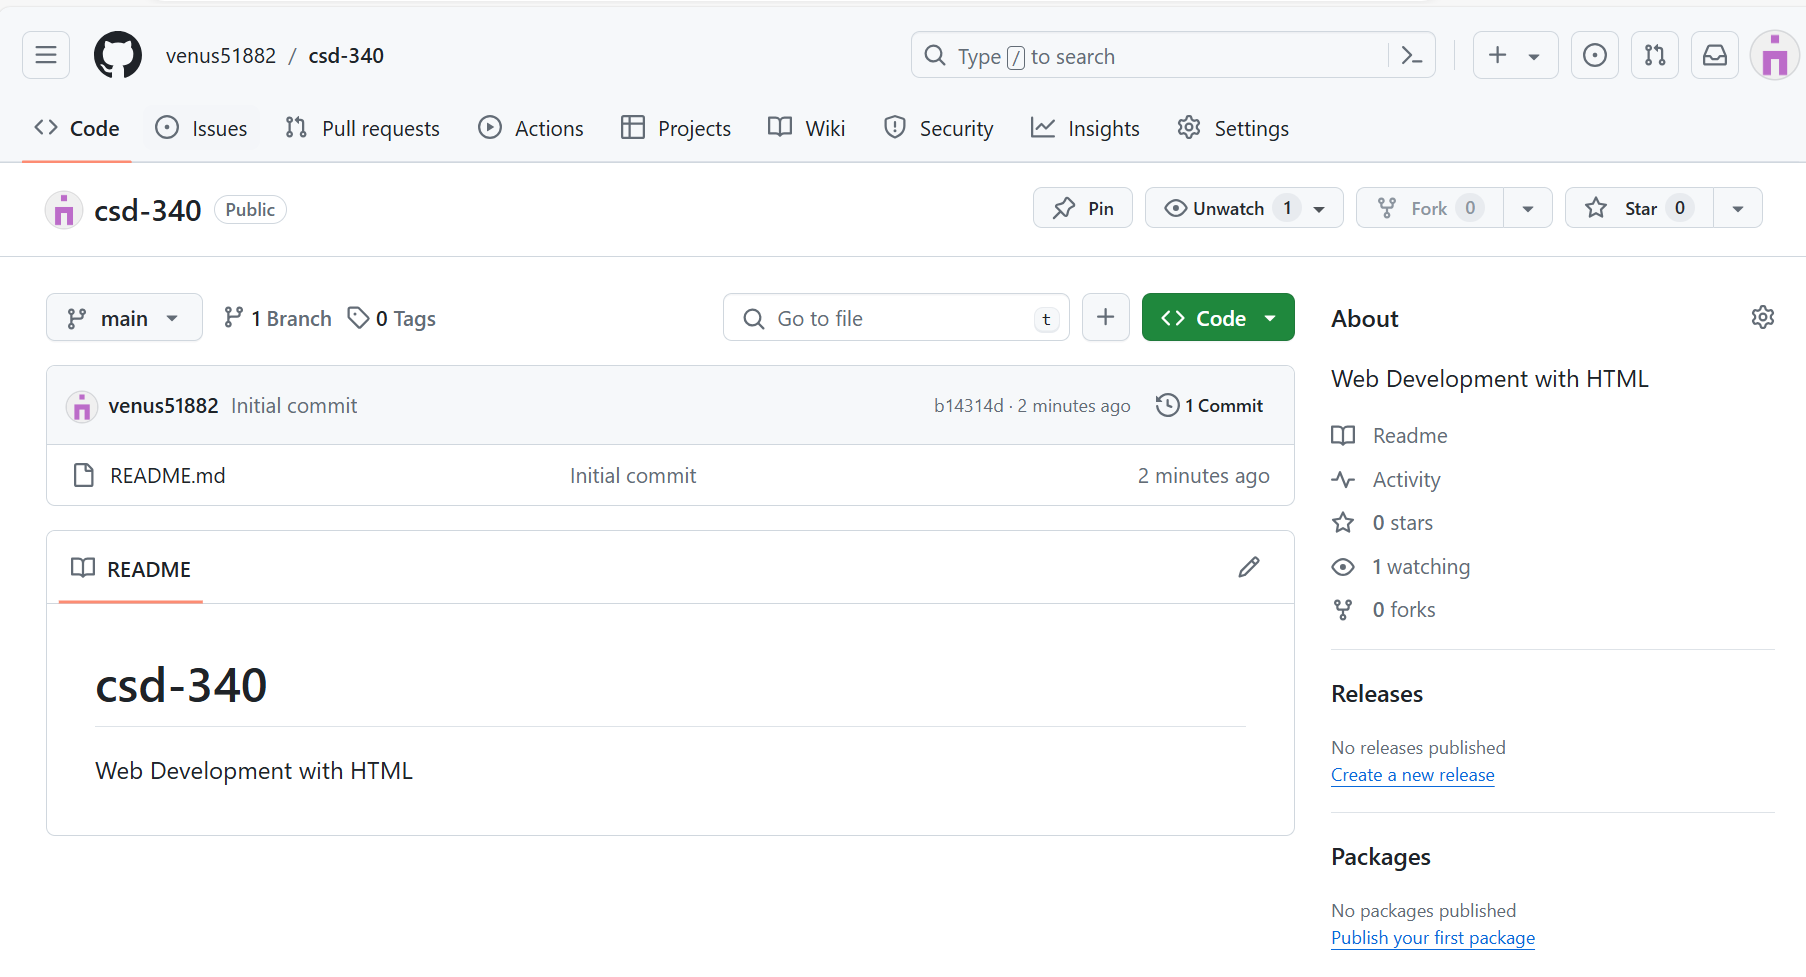 venus51882 / csd-340
Type / to search
Code Issues Pull requests Actions Projects Wiki Security Insights Settings
csd-340 Public
Pin Unwatch 1 Fork 0 Star 0
main 1 Branch 0 Tags Go to file t Code
venus51882 Initial commit b14314d · 2 minutes ago 1 Commit
README.md Initial commit 2 minutes ago
README
csd-340
Web Development with HTML
About
Web Development with HTML
Readme
Activity
0 stars
1 watching
0 forks
Releases
No releases published
Create a new release
Packages
No packages published
Publish your first package